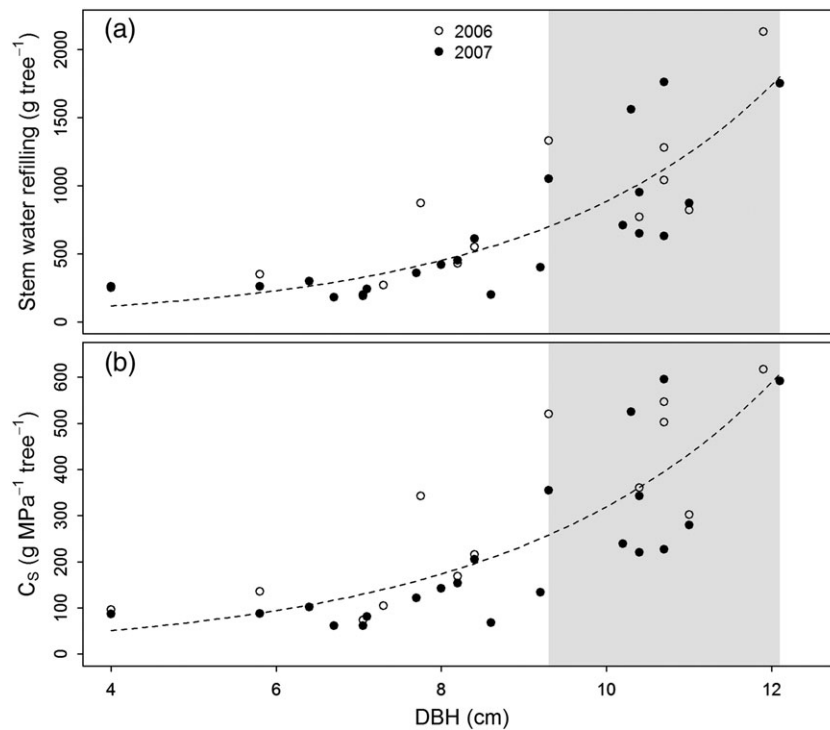 (a)
2006
2007
Stem water refilling (g tree⁻¹)
2000
1500
1000
500
0
(b)
Cₛ (g MPa⁻¹ tree⁻¹)
600
500
400
300
200
100
0
4 6 8 10 12
DBH (cm)